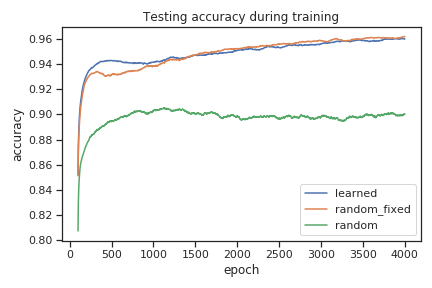 Testing accuracy during training
0.96
0.94
0.92
0.90
0.88
0.86
0.84
0.82
0.80
accuracy
0 500 1000 1500 2000 2500 3000 3500 4000
epoch
learned
random_fixed
random